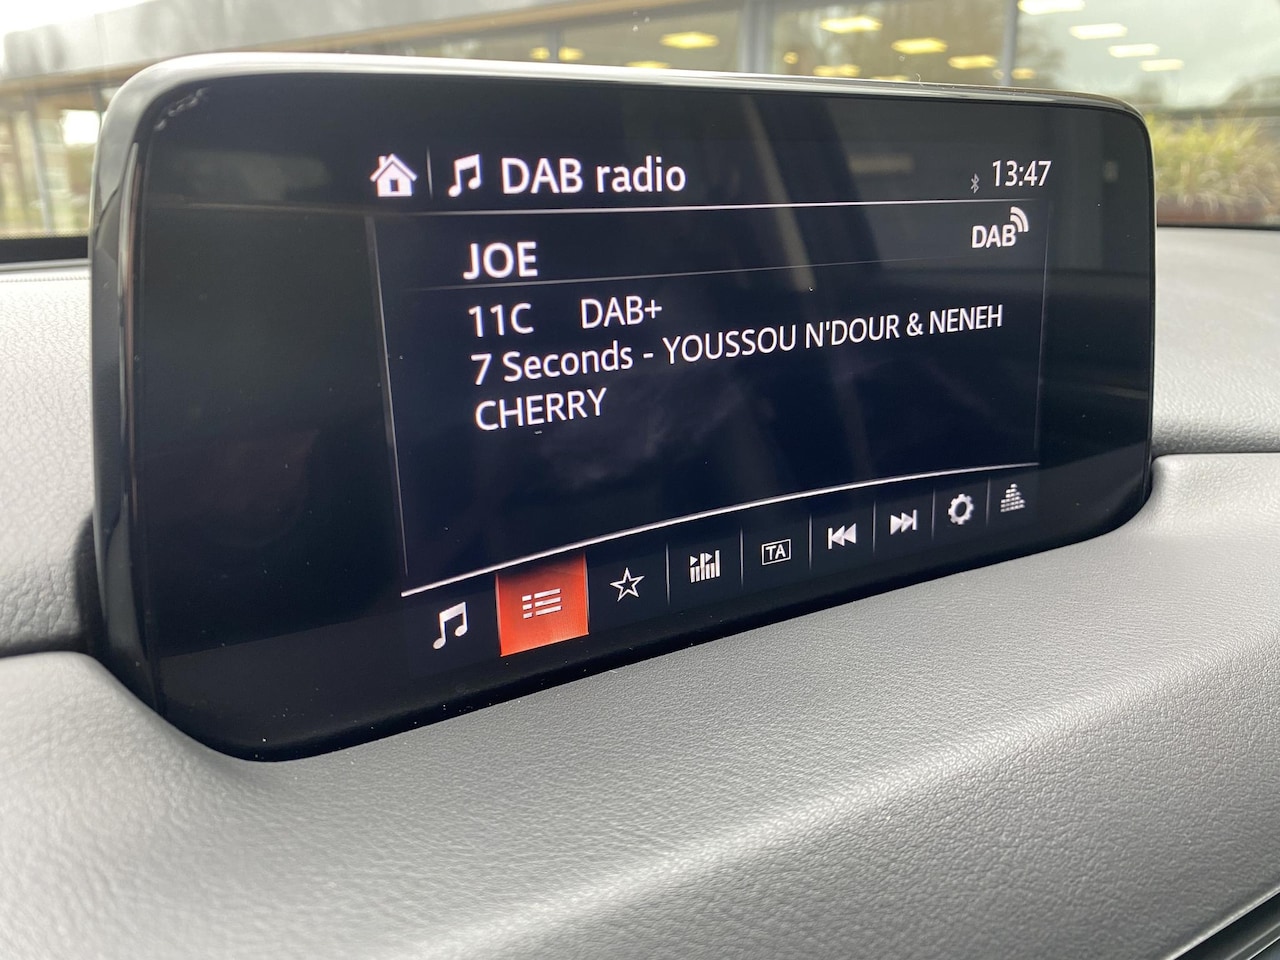 DAB radio 13:47
JOE DAB
11C DAB+
7 Seconds - YOUSSOU N'DOUR & NENEH
CHERRY
TA